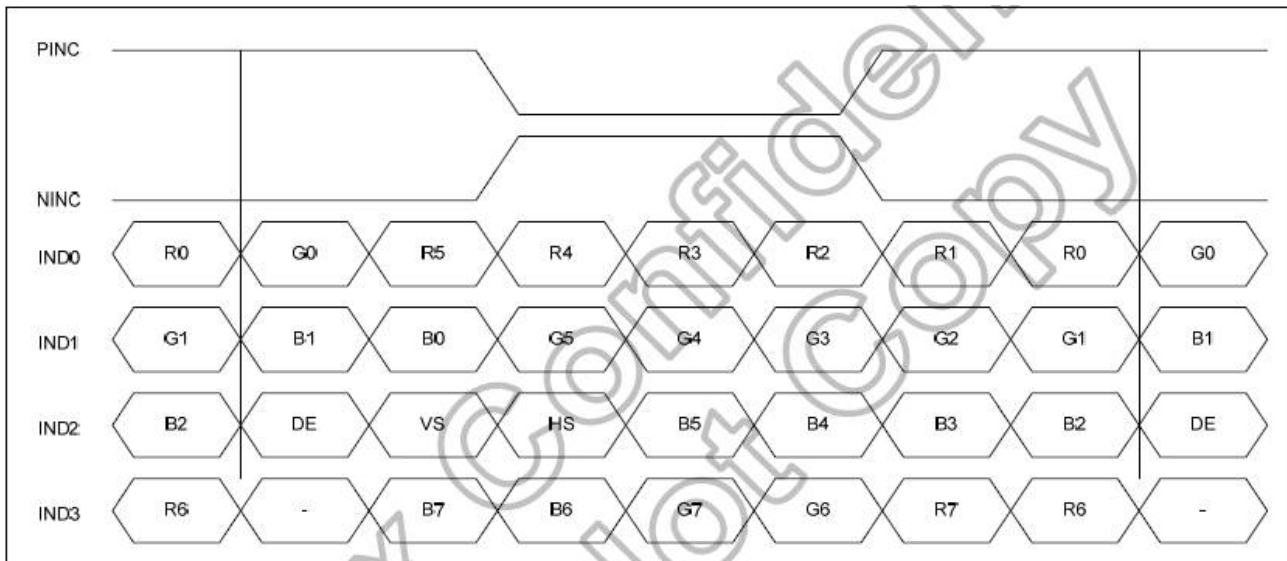 PINC
NINC
IND0 R0 G0 R5 R4 R3 R2 R1 R0 G0
IND1 G1 B1 B0 G5 G4 G3 G2 G1 B1
IND2 B2 DE VS HS B5 B4 B3 B2 DE
IND3 R6 - B7 B6 G7 G6 R7 R6 -
Confiden
Copy